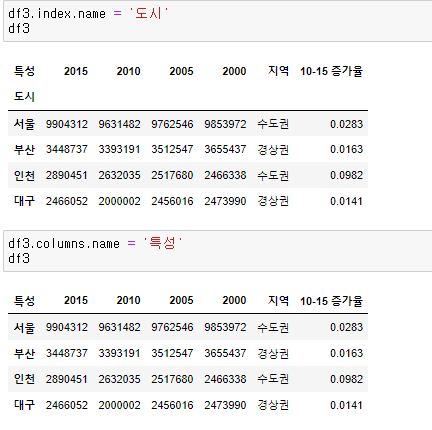 df3.index.name = '도시'
df3
특성 2015 2010 2005 2000 지역 10-15 증가율
도시
서울 9904312 9631482 9762546 9853972 수도권 0.0283
부산 3448737 3393191 3512547 3655437 경상권 0.0163
인천 2890451 2632035 2517680 2466338 수도권 0.0982
대구 2466052 2000002 2456016 2473990 경상권 0.0141
df3.columns.name = '특성'
df3
특성 2015 2010 2005 2000 지역 10-15 증가율
서울 9904312 9631482 9762546 9853972 수도권 0.0283
부산 3448737 3393191 3512547 3655437 경상권 0.0163
인천 2890451 2632035 2517680 2466338 수도권 0.0982
대구 2466052 2000002 2456016 2473990 경상권 0.0141